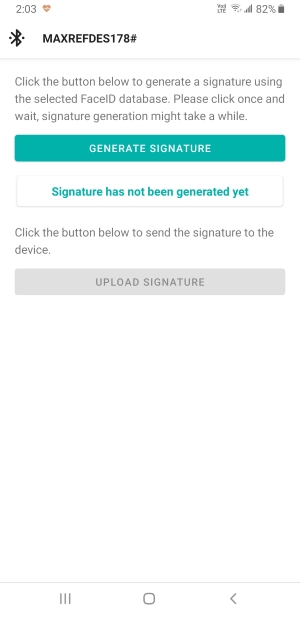 2:03
Vo)) LTE 82%
MAXREFDES178#
Click the button below to generate a signature using
the selected FaceID database. Please click once and
wait, signature generation might take a while.
GENERATE SIGNATURE
Signature has not been generated yet
Click the button below to send the signature to the
device.
UPLOAD SIGNATURE